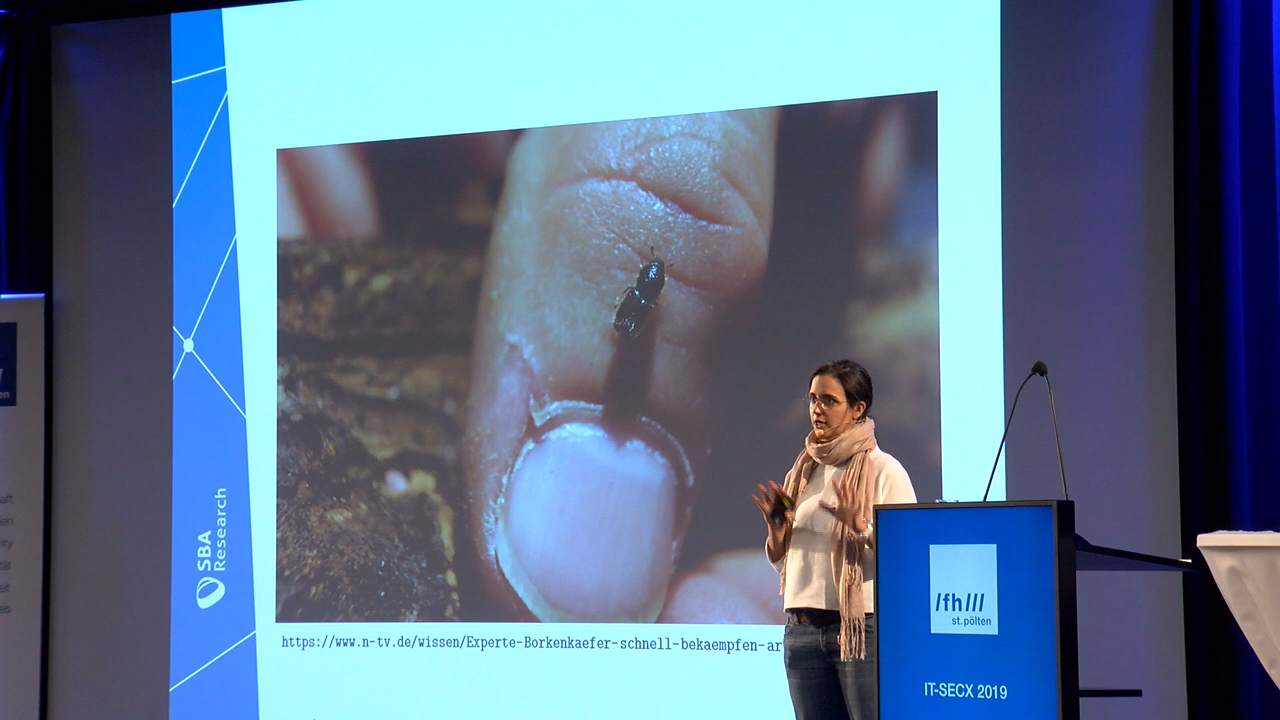 SBA
Research
https://www.n-tv.de/wissen/Experte-Borkenkaefer-schnell-bekaempfen-ar
/fh///
st.pölten
IT-SECX 2019